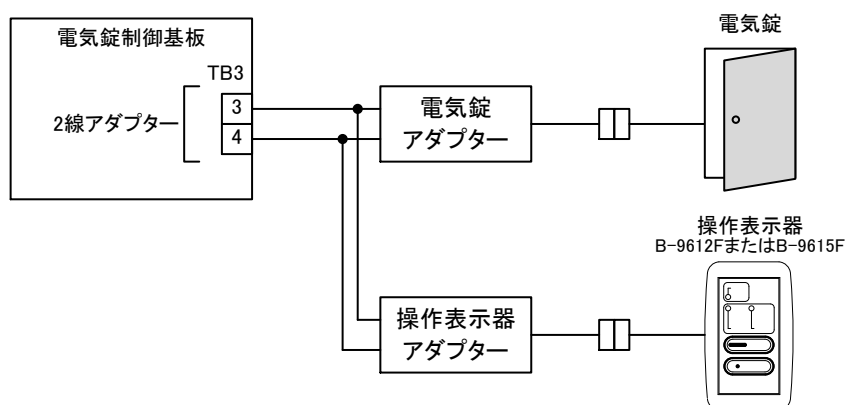 電気錠制御基板
TB3
2線アダプター
3
4
電気錠
アダプター
電気錠
操作表示器
B-9612FまたはB-9615F
操作表示器
アダプター